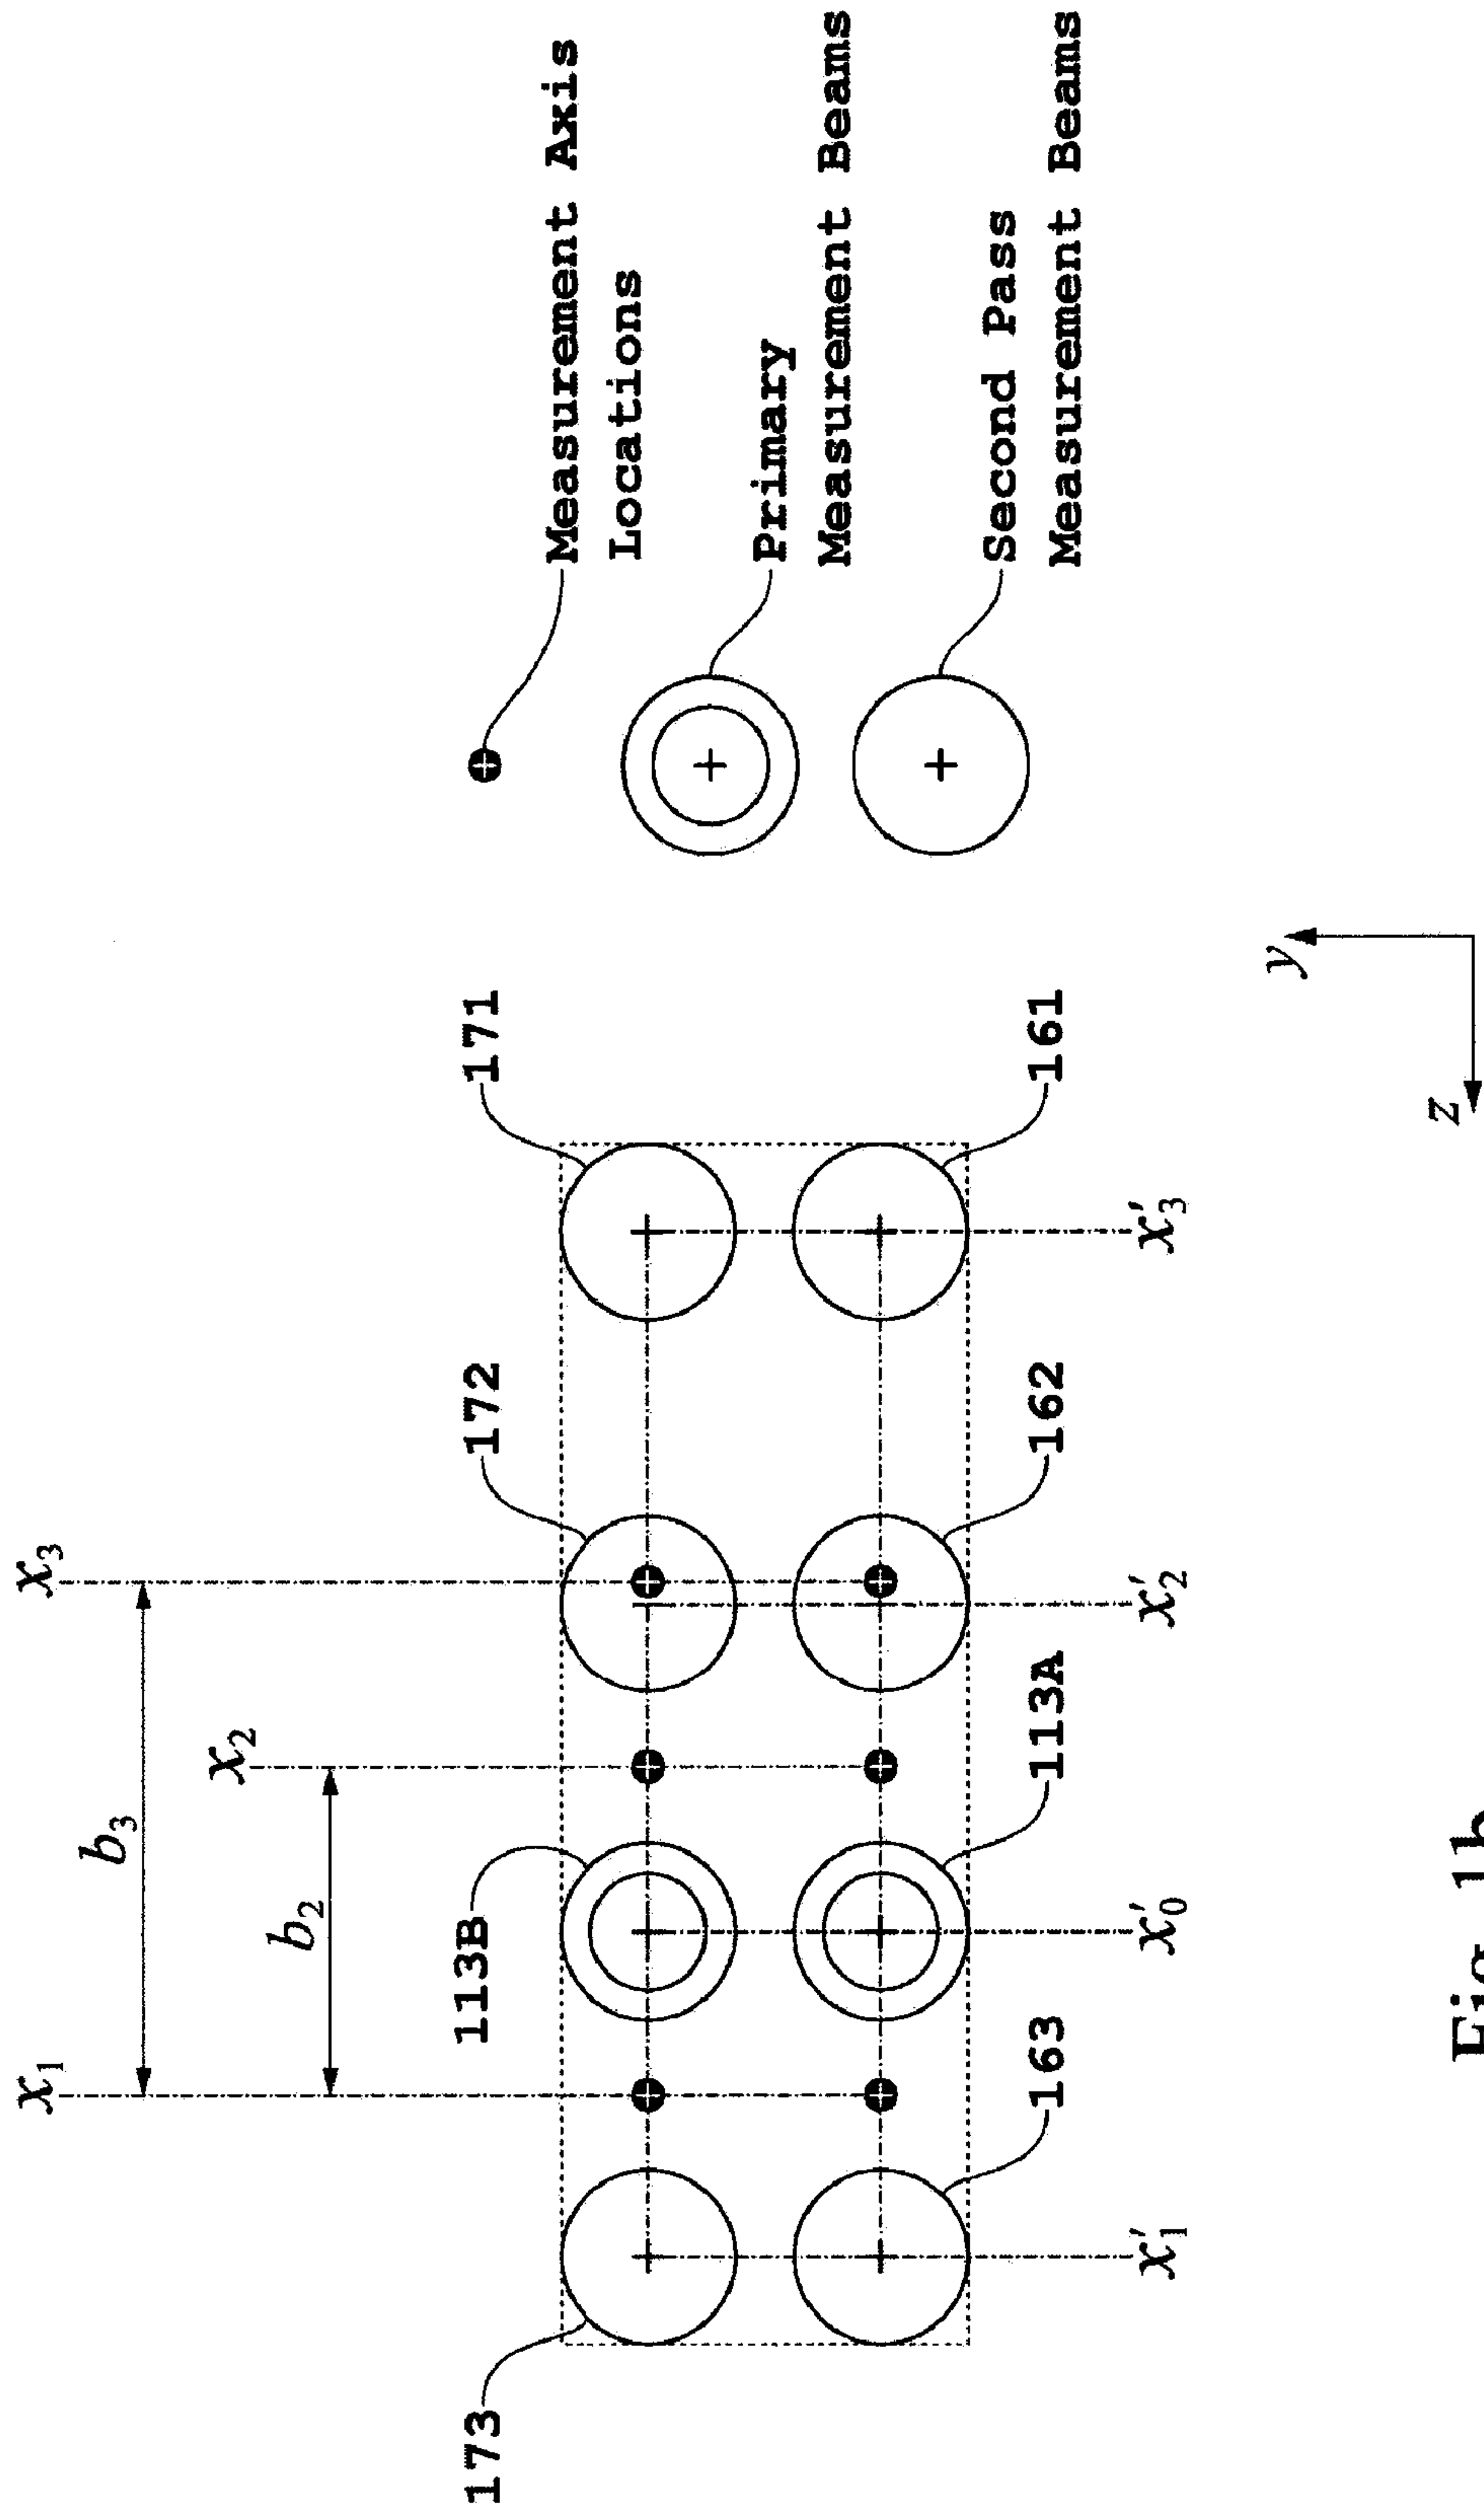 x₁
x₃
b₃
x₂
b₂
173
113B
172
171
163
113A
162
161
x′₁
x′₀
x′₂
x′₃
y
z
Measurement Axis
Locations
Primary
Measurement Beams
Second Pass
Measurement Beams
Fig. 1b